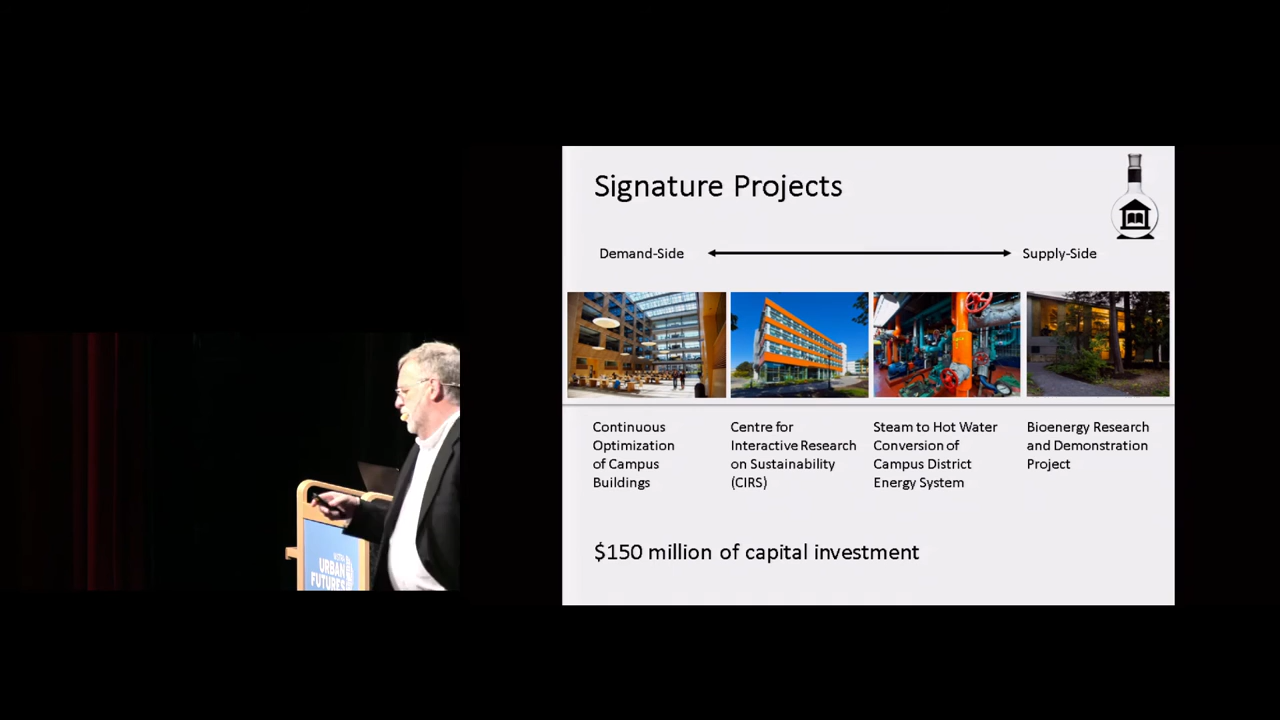 Signature Projects
Demand-Side
Supply-Side
Continuous
Optimization
of Campus
Buildings
Centre for
Interactive Research
on Sustainability
(CIRS)
Steam to Hot Water
Conversion of
Campus District
Energy System
Bioenergy Research
and Demonstration
Project
$150 million of capital investment
URBAN
FUTURES